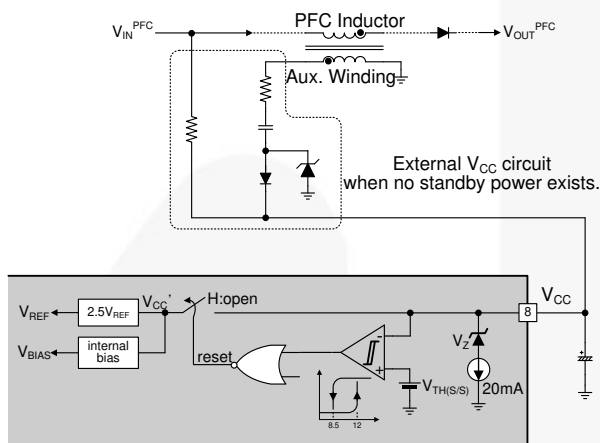 PFC Inductor
V_IN^PFC
V_OUT^PFC
Aux. Winding
External V_CC circuit
when no standby power exists.
H:open
V_CC'
V_CC
8
V_REF
2.5V_REF
V_BIAS
internal
bias
reset
-
+
V_Z
V_TH(S/S)
20mA
8.5
12
+